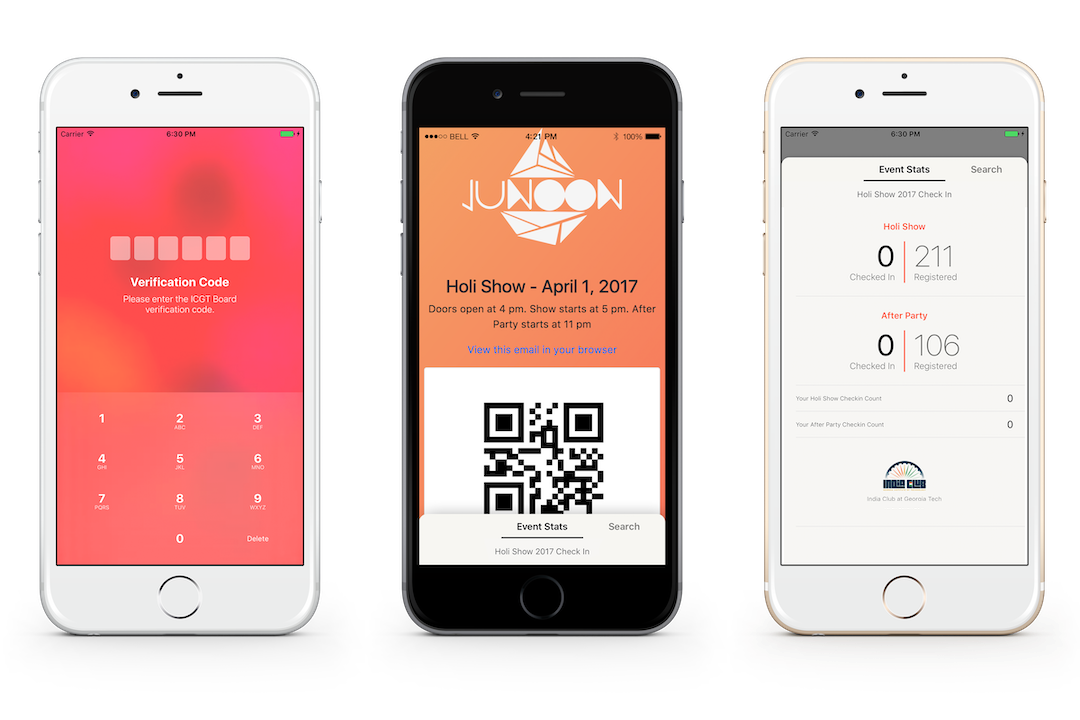 Carrier 6:30 PM
Verification Code
Please enter the ICGT Board
verification code.
1 2 3
ABC DEF
4 5 6
GHI JKL MNO
7 8 9
PQRS TUV WXYZ
0 Delete
BELL 4:21 PM 100%
JUNOON
Holi Show - April 1, 2017
Doors open at 4 pm. Show starts at 5 pm. After
Party starts at 11 pm
View this email in your browser
Event Stats Search
Holi Show 2017 Check In
Carrier 6:30 PM
Event Stats Search
Holi Show 2017 Check In
Holi Show
0 211
Checked In Registered
After Party
0 106
Checked In Registered
Your Holi Show Checkin Count 0
Your After Party Checkin Count 0
INDIA CLUB
India Club at Georgia Tech